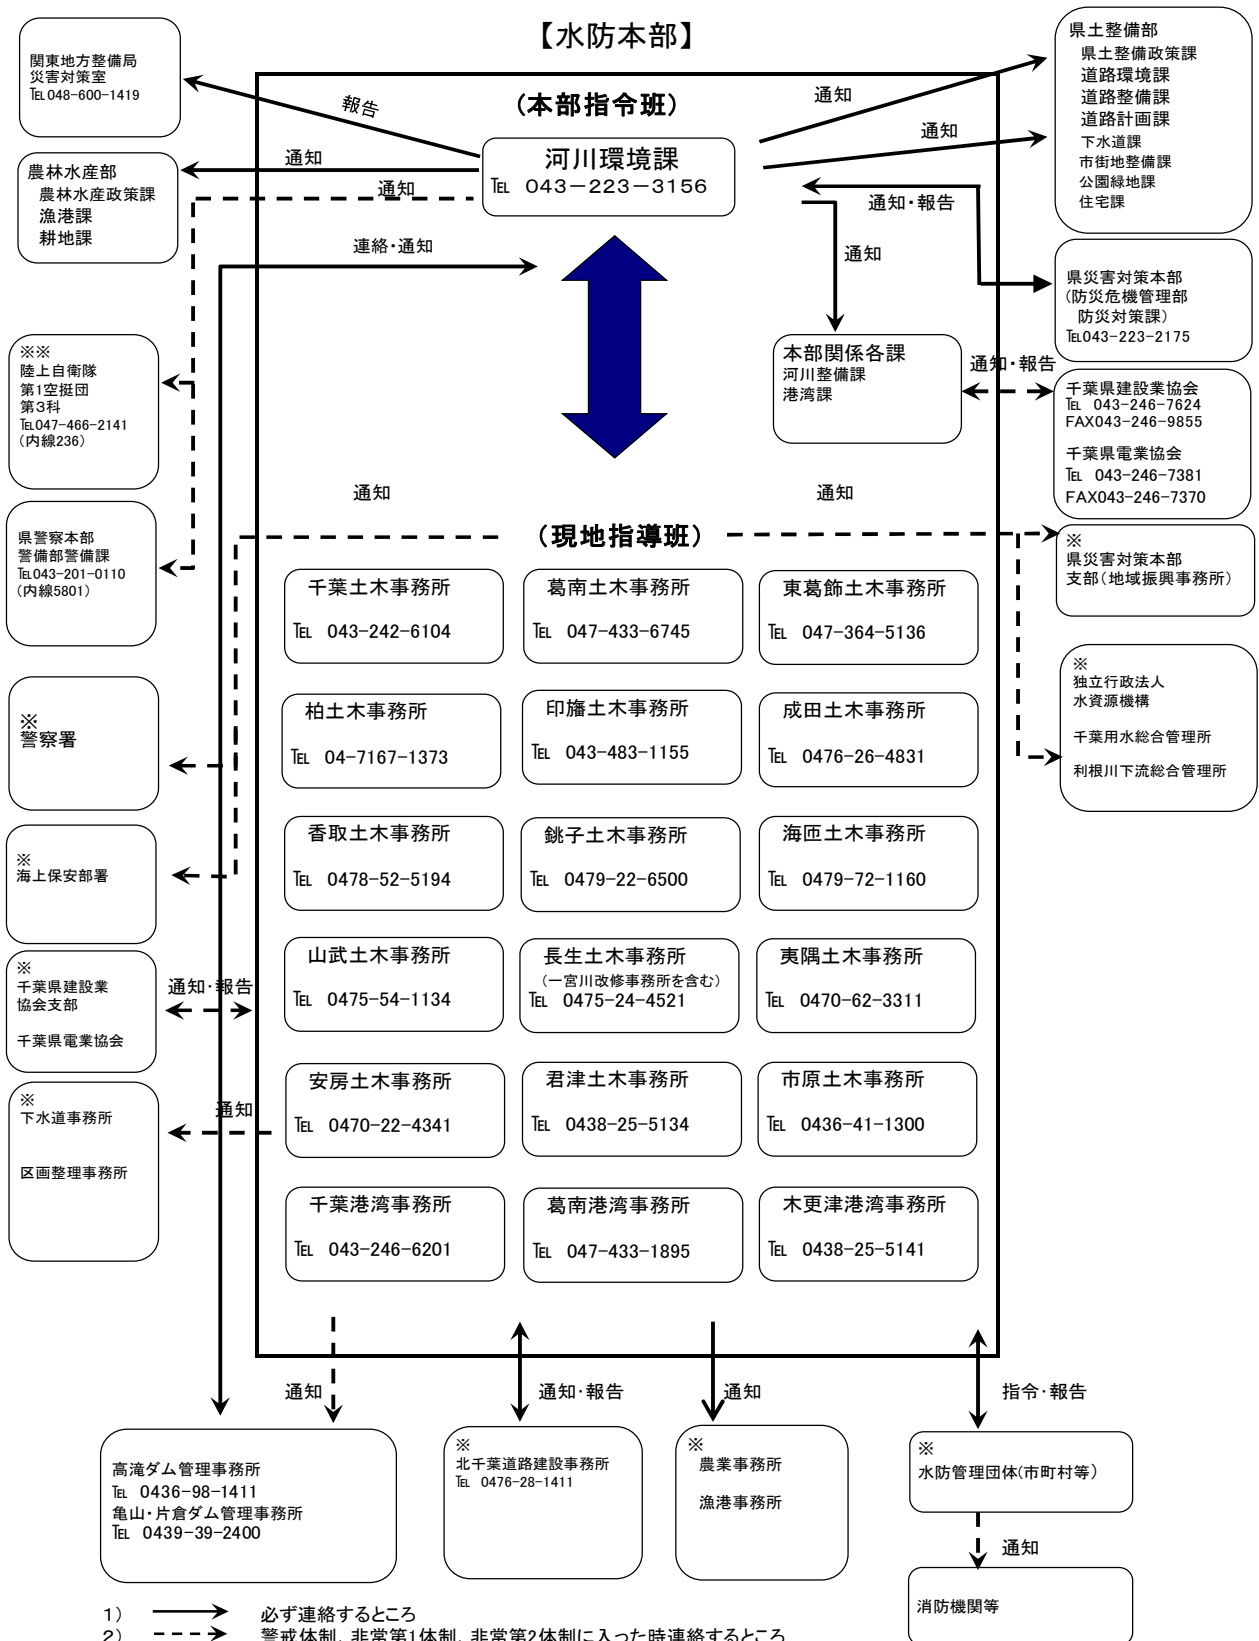 【水防本部】
関東地方整備局
災害対策室
℡048-600-1419
農林水産部
農林水産政策課
漁港課
耕地課
報告
通知
通知
連絡・通知
(本部指令班)
河川環境課
℡ 043-223-3156
通知
通知
通知・報告
通知
県土整備部
県土整備政策課
道路環境課
道路整備課
道路計画課
下水道課
市街地整備課
公園緑地課
住宅課
県災害対策本部
(防災危機管理部
防災対策課)
℡043-223-2175
本部関係各課
河川整備課
港湾課
通知・報告
千葉県建設業協会
℡ 043-246-7624
FAX043-246-9855
千葉県電業協会
℡ 043-246-7381
FAX043-246-7370
※※
陸上自衛隊
第1空挺団
第3科
℡047-466-2141
(内線236)
県警察本部
警備部警備課
℡043-201-0110
(内線5801)
通知
通知
(現地指導班)
※
県災害対策本部
支部(地域振興事務所)
※
独立行政法人
水資源機構
千葉用水総合管理所
利根川下流総合管理所
※
警察署
※
海上保安部署
※
千葉県建設業
協会支部
千葉県電業協会
通知・報告
※
下水道事務所
区画整理事務所
通知
千葉土木事務所
℡ 043-242-6104
葛南土木事務所
℡ 047-433-6745
東葛飾土木事務所
℡ 047-364-5136
柏土木事務所
℡ 04-7167-1373
印旛土木事務所
℡ 043-483-1155
成田土木事務所
℡ 0476-26-4831
香取土木事務所
℡ 0478-52-5194
銚子土木事務所
℡ 0479-22-6500
海匝土木事務所
℡ 0479-72-1160
山武土木事務所
℡ 0475-54-1134
長生土木事務所
(一宮川改修事務所を含む)
℡ 0475-24-4521
夷隅土木事務所
℡ 0470-62-3311
安房土木事務所
℡ 0470-22-4341
君津土木事務所
℡ 0438-25-5134
市原土木事務所
℡ 0436-41-1300
千葉港湾事務所
℡ 043-246-6201
葛南港湾事務所
℡ 047-433-1895
木更津港湾事務所
℡ 0438-25-5141
通知
通知・報告
通知
指令・報告
高滝ダム管理事務所
℡ 0436-98-1411
亀山・片倉ダム管理事務所
℡ 0439-39-2400
※
北千葉道路建設事務所
℡ 0476-28-1411
※
農業事務所
漁港事務所
※
水防管理団体(市町村等)
通知
消防機関等
1) 必ず連絡するところ
2) 警戒体制、非常第1体制、非常第2体制に入った時連絡するところ